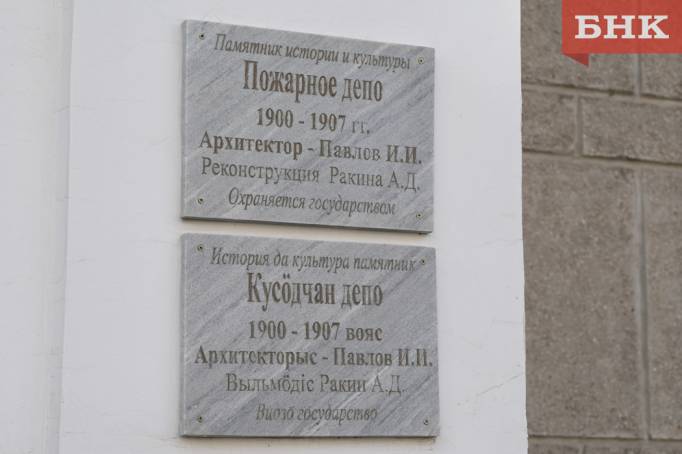 БНК
Памятник истории и культуры
Пожарное депо
1900 - 1907 гг.
Архитектор - Павлов И.И.
Реконструкция Ракина А.Д.
Охраняется государством
История да культура памятник
Кусӧдчан депо
1900 - 1907 вояс
Архитекторыс - Павлов И.И.
Выльмӧдіс Ракин А.Д.
Видзӧ государство